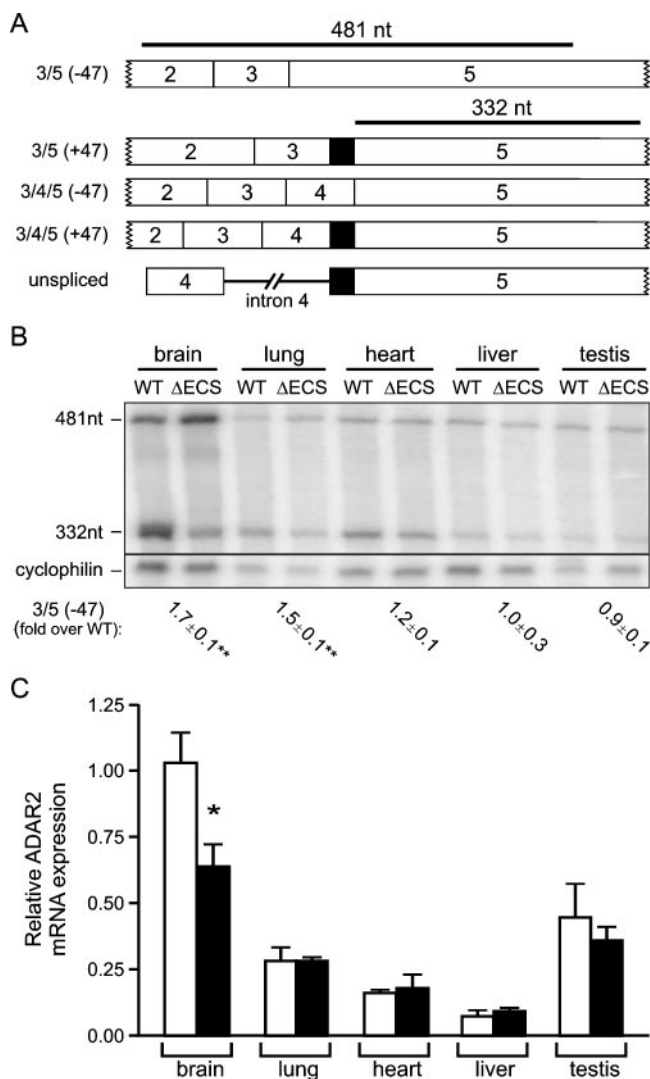 A
481 nt
3/5 (-47)
2 3 5
332 nt
3/5 (+47)
2 3 5
3/4/5 (-47)
2 3 4 5
3/4/5 (+47)
2 3 4 5
unspliced
4 5
intron 4
B
brain lung heart liver testis
WT ΔECS WT ΔECS WT ΔECS WT ΔECS WT ΔECS
481nt
332nt
cyclophilin
3/5 (-47)
(fold over WT):
1.7±0.1** 1.5±0.1** 1.2±0.1 1.0±0.3 0.9±0.1
C
Relative ADAR2
mRNA expression
1.25
1.00
0.75
0.50
0.25
0.00
*
brain lung heart liver testis